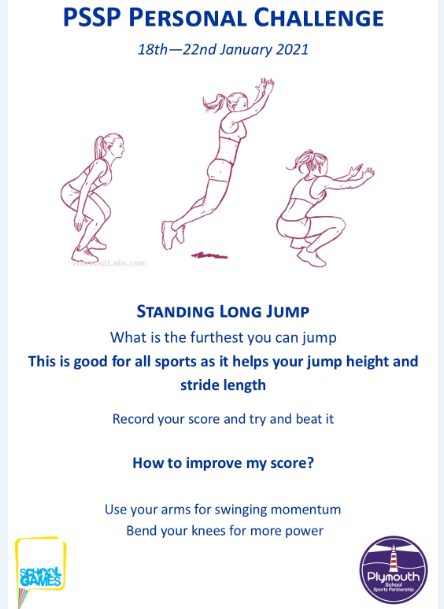 PSSP PERSONAL CHALLENGE
18th—22nd January 2021
WorkoutLabs.com
STANDING LONG JUMP
What is the furthest you can jump
This is good for all sports as it helps your jump height and
stride length
Record your score and try and beat it
How to improve my score?
Use your arms for swinging momentum
Bend your knees for more power
SCHOOL
GAMES
Plymouth
School
Sports Partnership